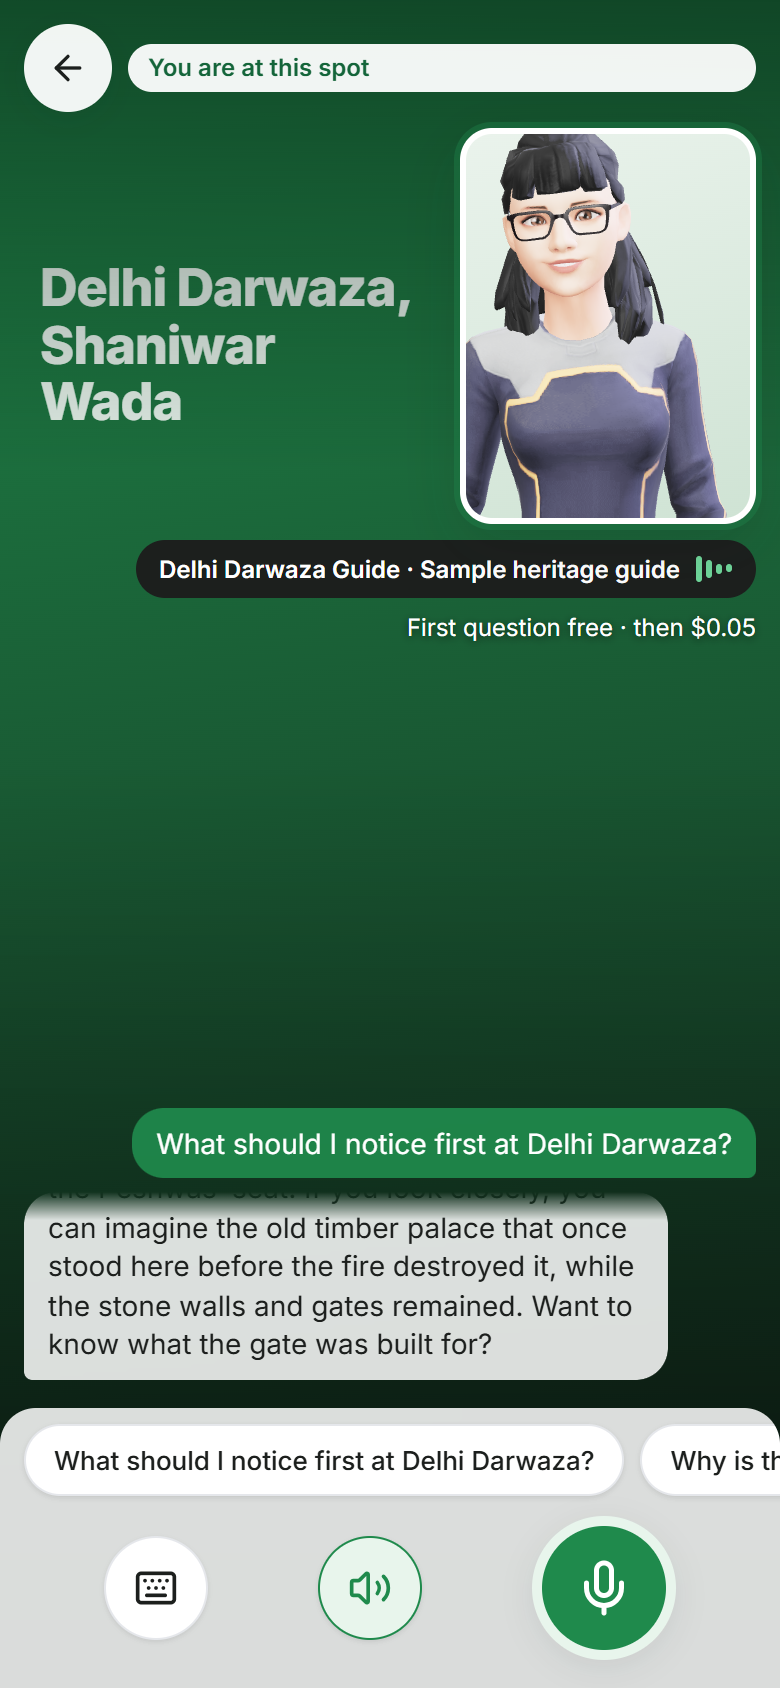 You are at this spot
Delhi Darwaza,
Shaniwar
Wada
Delhi Darwaza Guide · Sample heritage guide
First question free · then $0.05
What should I notice first at Delhi Darwaza?
can imagine the old timber palace that once
stood here before the fire destroyed it, while
the stone walls and gates remained. Want to
know what the gate was built for?
What should I notice first at Delhi Darwaza?
Why is